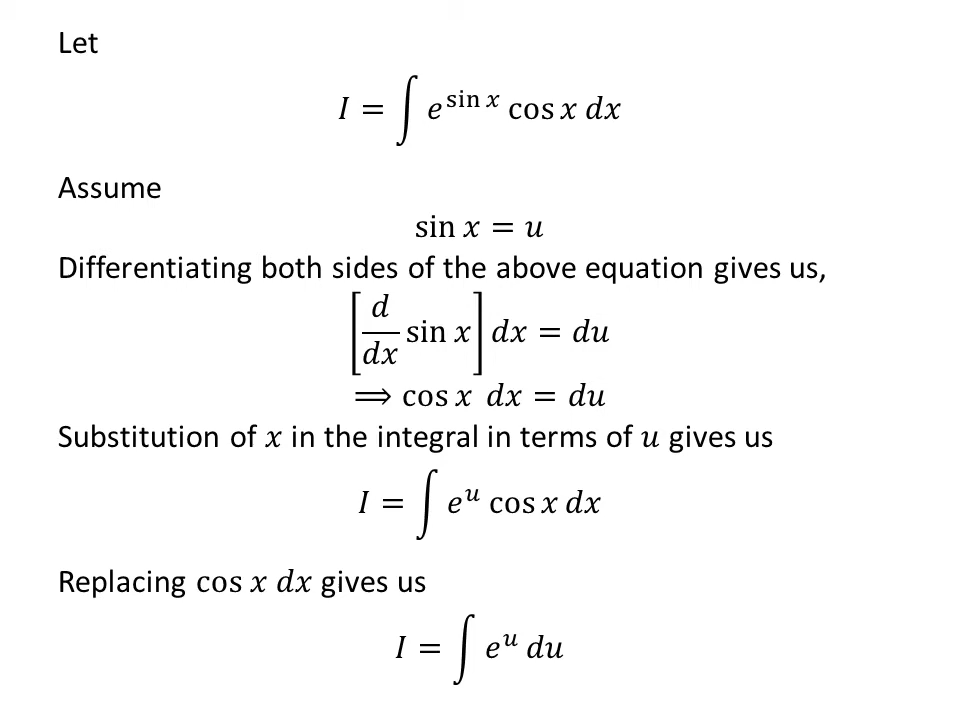 Let
𝐼 = ∫ 𝑒^{sin 𝑥} cos 𝑥 𝑑𝑥
Assume
sin 𝑥 = 𝑢
Differentiating both sides of the above equation gives us,
[𝑑/𝑑𝑥 sin 𝑥] 𝑑𝑥 = 𝑑𝑢
⟹ cos 𝑥 𝑑𝑥 = 𝑑𝑢
Substitution of 𝑥 in the integral in terms of 𝑢 gives us
𝐼 = ∫ 𝑒^𝑢 cos 𝑥 𝑑𝑥
Replacing cos 𝑥 𝑑𝑥 gives us
𝐼 = ∫ 𝑒^𝑢 𝑑𝑢